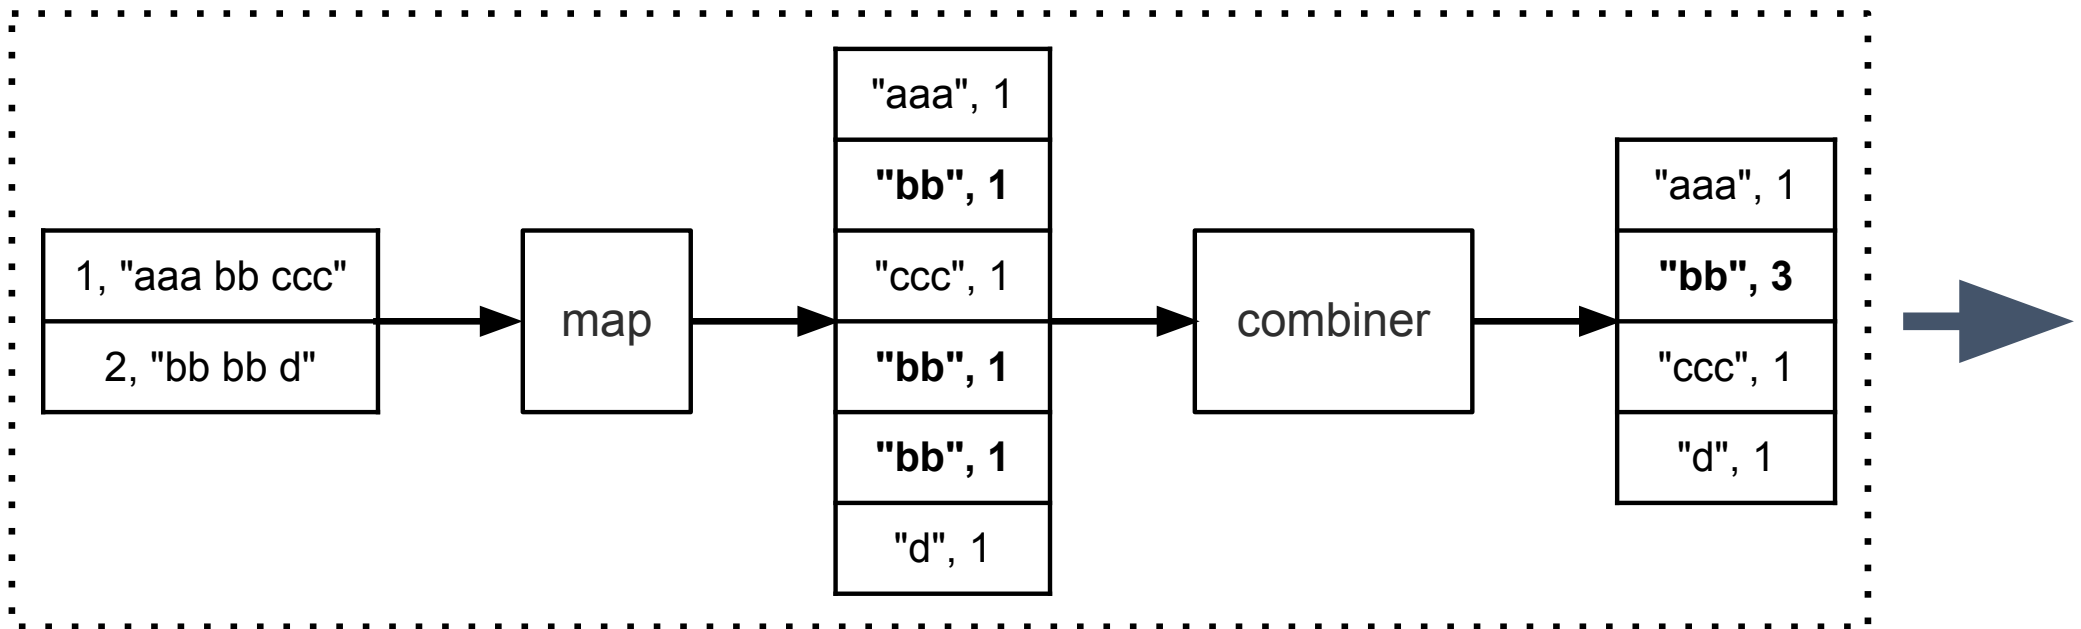 1, "aaa bb ccc"
2, "bb bb d"
map
"aaa", 1
"bb", 1
"ccc", 1
"bb", 1
"bb", 1
"d", 1
combiner
"aaa", 1
"bb", 3
"ccc", 1
"d", 1